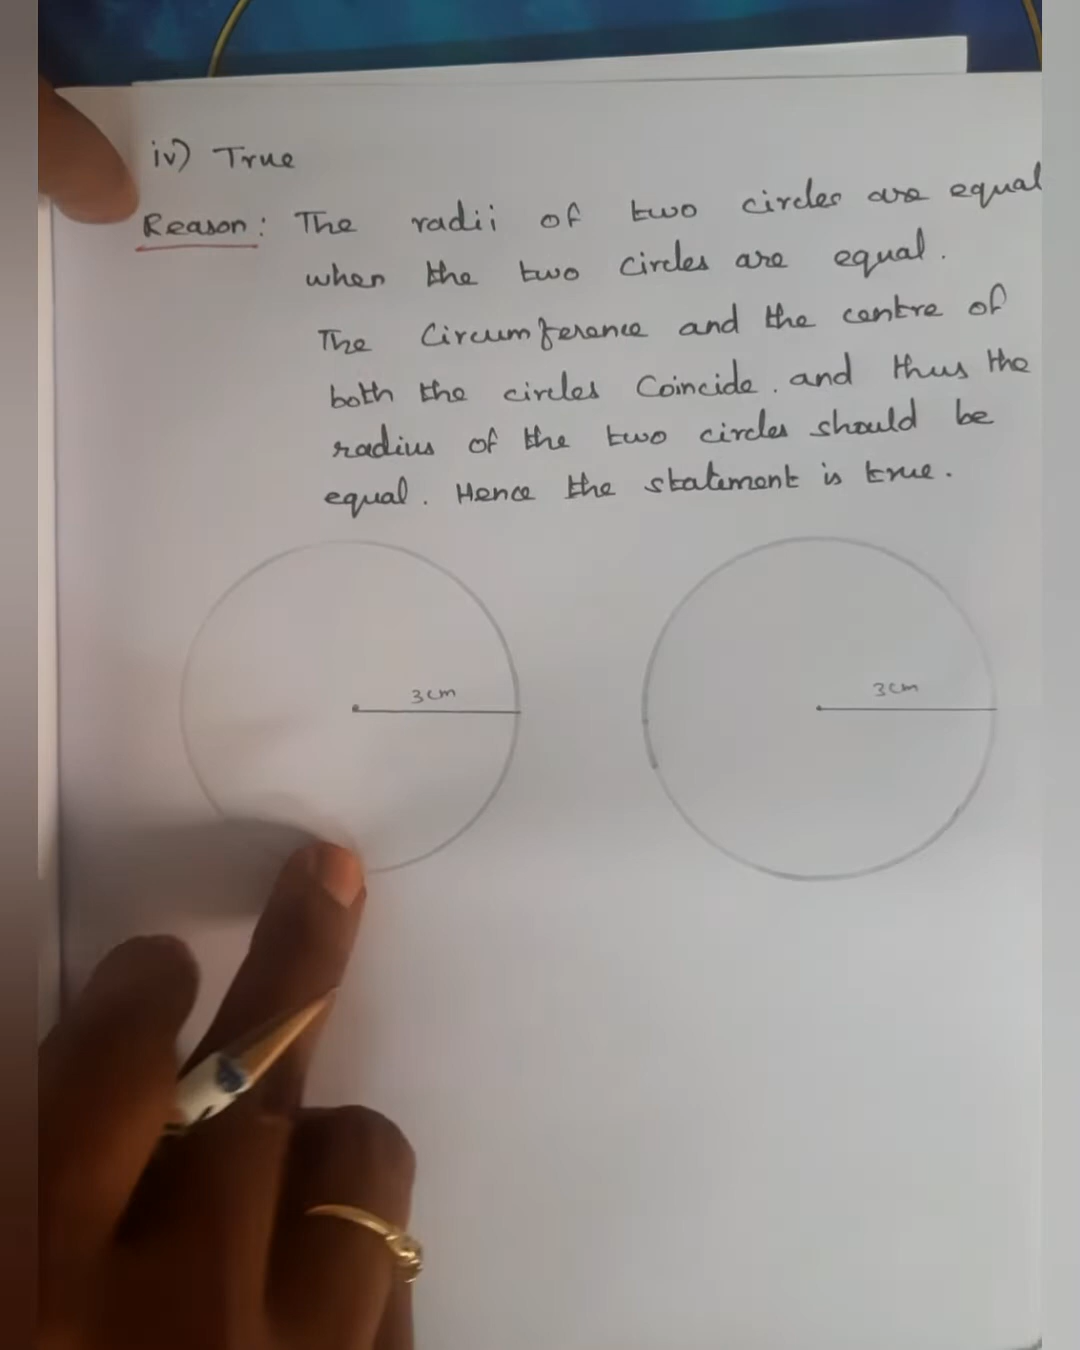 iv) True
Reason: The radii of two circles are equal
when the two circles are equal.
The Circumference and the centre of
both the circles Coincide. and thus the
radius of the two circles should be
equal. Hence the statement is true.
3cm
3cm